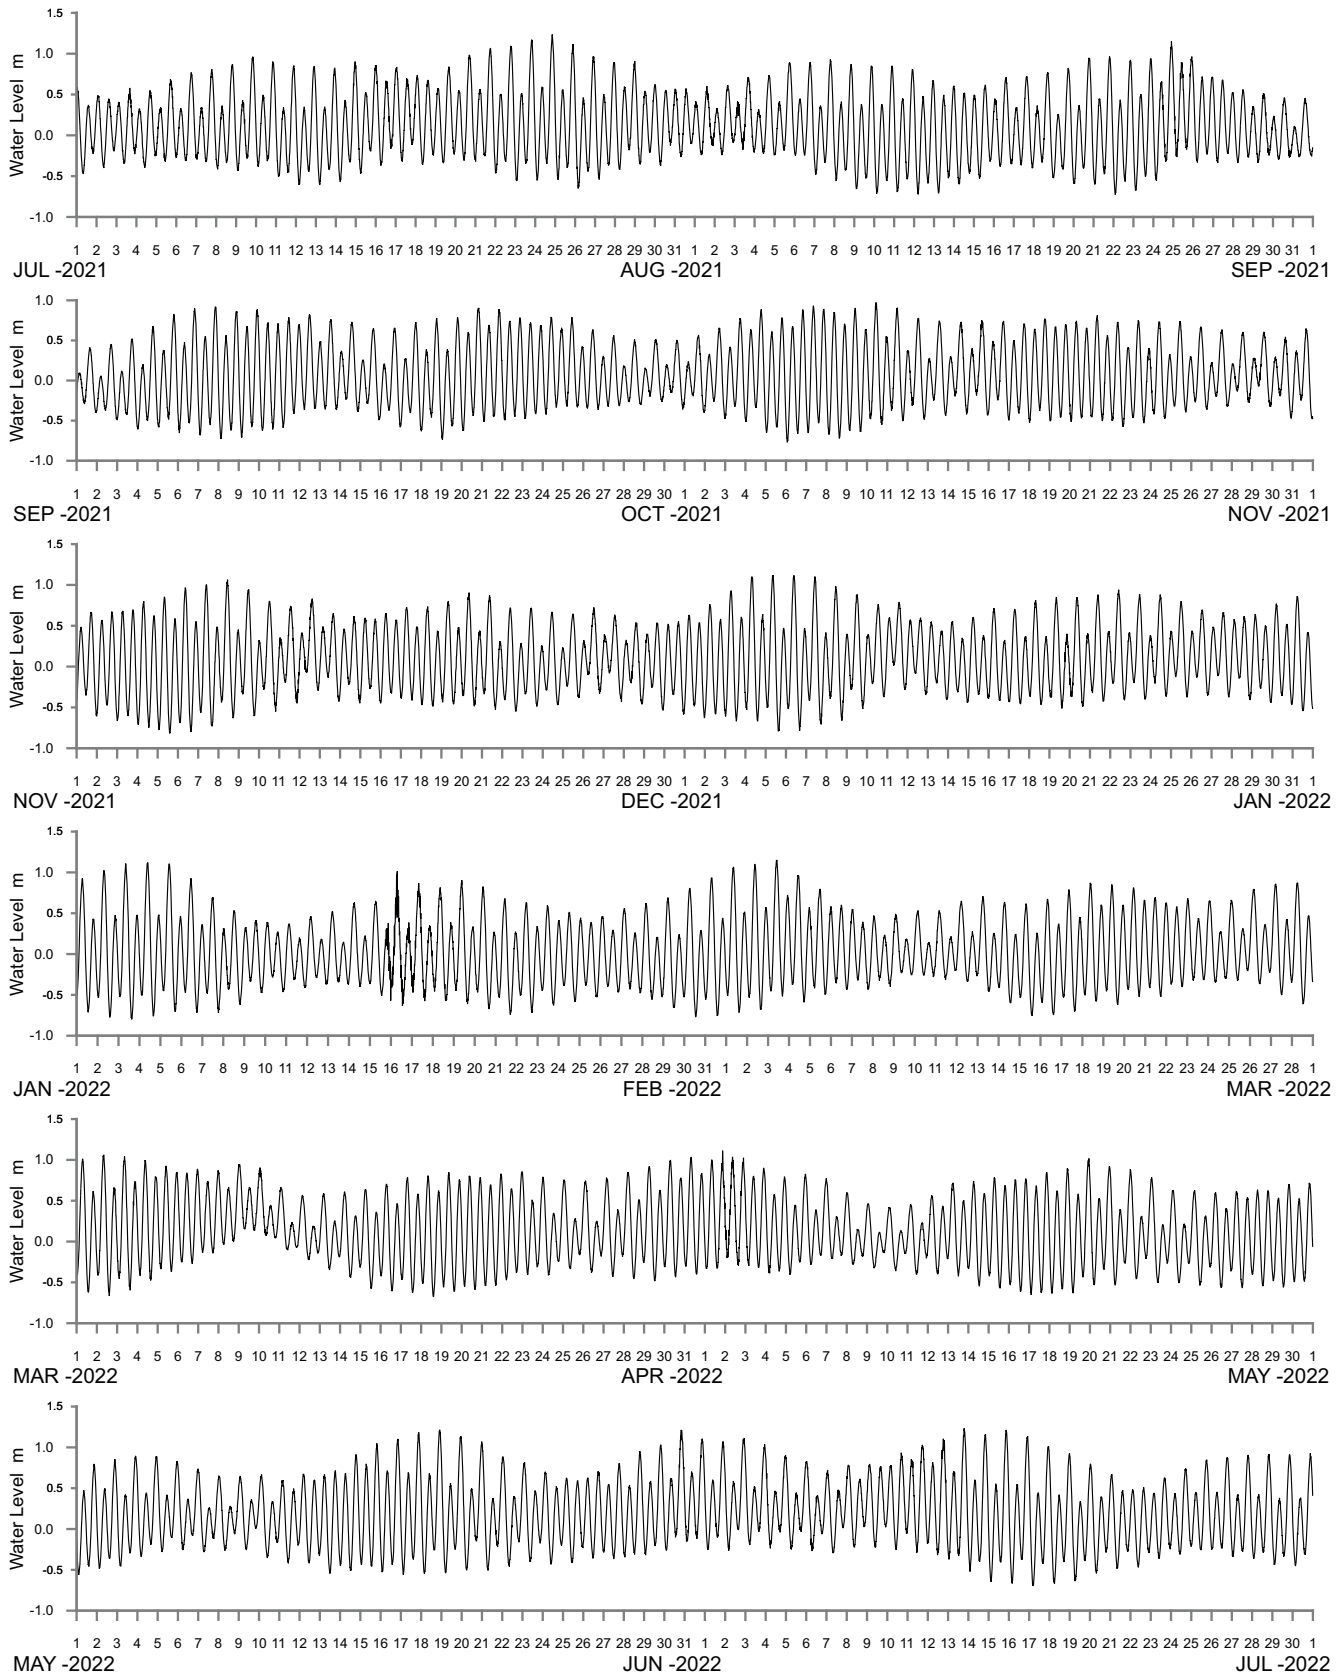 1.5
1.0
0.5
0.0
-0.5
-1.0
Water Level m
1 2 3 4 5 6 7 8 9 10 11 12 13 14 15 16 17 18 19 20 21 22 23 24 25 26 27 28 29 30 31 1 2 3 4 5 6 7 8 9 10 11 12 13 14 15 16 17 18 19 20 21 22 23 24 25 26 27 28 29 30 31 1
JUL -2021 AUG -2021 SEP -2021
1.0
0.5
0.0
-0.5
-1.0
Water Level m
1 2 3 4 5 6 7 8 9 10 11 12 13 14 15 16 17 18 19 20 21 22 23 24 25 26 27 28 29 30 1 2 3 4 5 6 7 8 9 10 11 12 13 14 15 16 17 18 19 20 21 22 23 24 25 26 27 28 29 30 31 1
SEP -2021 OCT -2021 NOV -2021
1.5
1.0
0.5
0.0
-0.5
-1.0
Water Level m
1 2 3 4 5 6 7 8 9 10 11 12 13 14 15 16 17 18 19 20 21 22 23 24 25 26 27 28 29 30 1 2 3 4 5 6 7 8 9 10 11 12 13 14 15 16 17 18 19 20 21 22 23 24 25 26 27 28 29 30 31 1
NOV -2021 DEC -2021 JAN -2022
1.5
1.0
0.5
0.0
-0.5
-1.0
Water Level m
1 2 3 4 5 6 7 8 9 10 11 12 13 14 15 16 17 18 19 20 21 22 23 24 25 26 27 28 29 30 31 1 2 3 4 5 6 7 8 9 10 11 12 13 14 15 16 17 18 19 20 21 22 23 24 25 26 27 28 1
JAN -2022 FEB -2022 MAR -2022
1.5
1.0
0.5
0.0
-0.5
-1.0
Water Level m
1 2 3 4 5 6 7 8 9 10 11 12 13 14 15 16 17 18 19 20 21 22 23 24 25 26 27 28 29 30 31 1 2 3 4 5 6 7 8 9 10 11 12 13 14 15 16 17 18 19 20 21 22 23 24 25 26 27 28 29 30 1
MAR -2022 APR -2022 MAY -2022
1.5
1.0
0.5
0.0
-0.5
-1.0
Water Level m
1 2 3 4 5 6 7 8 9 10 11 12 13 14 15 16 17 18 19 20 21 22 23 24 25 26 27 28 29 30 31 1 2 3 4 5 6 7 8 9 10 11 12 13 14 15 16 17 18 19 20 21 22 23 24 25 26 27 28 29 30 1
MAY -2022 JUN -2022 JUL -2022